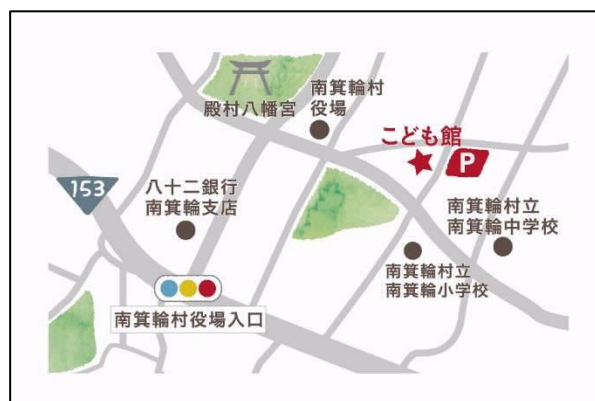 殿村八幡宮
南箕輪村
役場
こども館
P
153
八十二銀行
南箕輪支店
南箕輪村立
南箕輪中学校
南箕輪村立
南箕輪小学校
南箕輪村役場入口